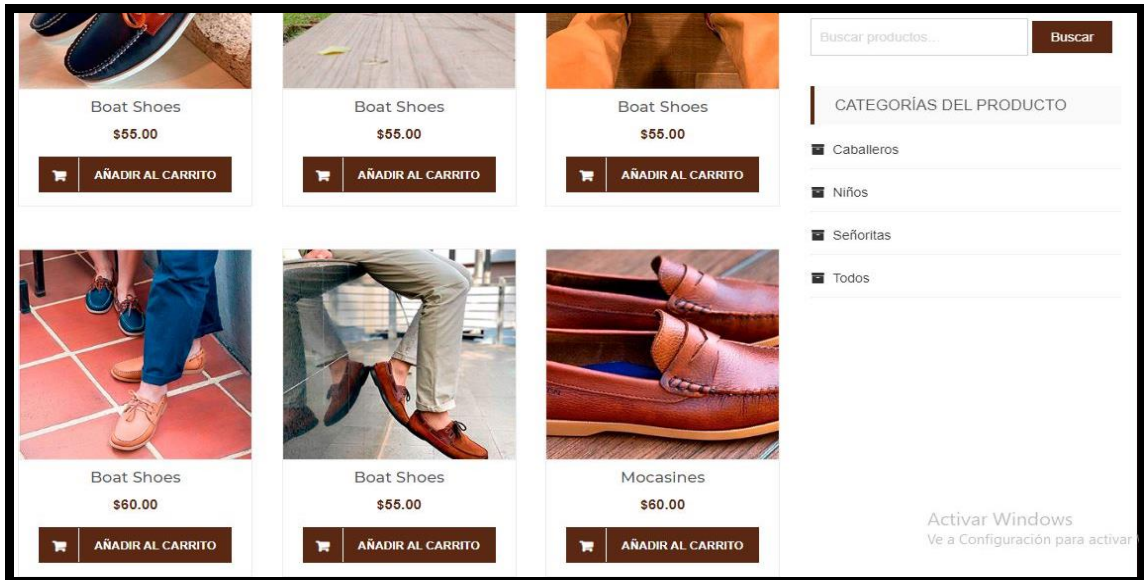 Buscar productos...
Buscar
Boat Shoes
Boat Shoes
Boat Shoes
$55.00
$55.00
$55.00
AÑADIR AL CARRITO
AÑADIR AL CARRITO
AÑADIR AL CARRITO
CATEGORÍAS DEL PRODUCTO
Caballeros
Niños
Señoritas
Todos
Boat Shoes
Boat Shoes
Mocasines
$60.00
$55.00
$60.00
AÑADIR AL CARRITO
AÑADIR AL CARRITO
AÑADIR AL CARRITO
Activar Windows
Ve a Configuración para activar